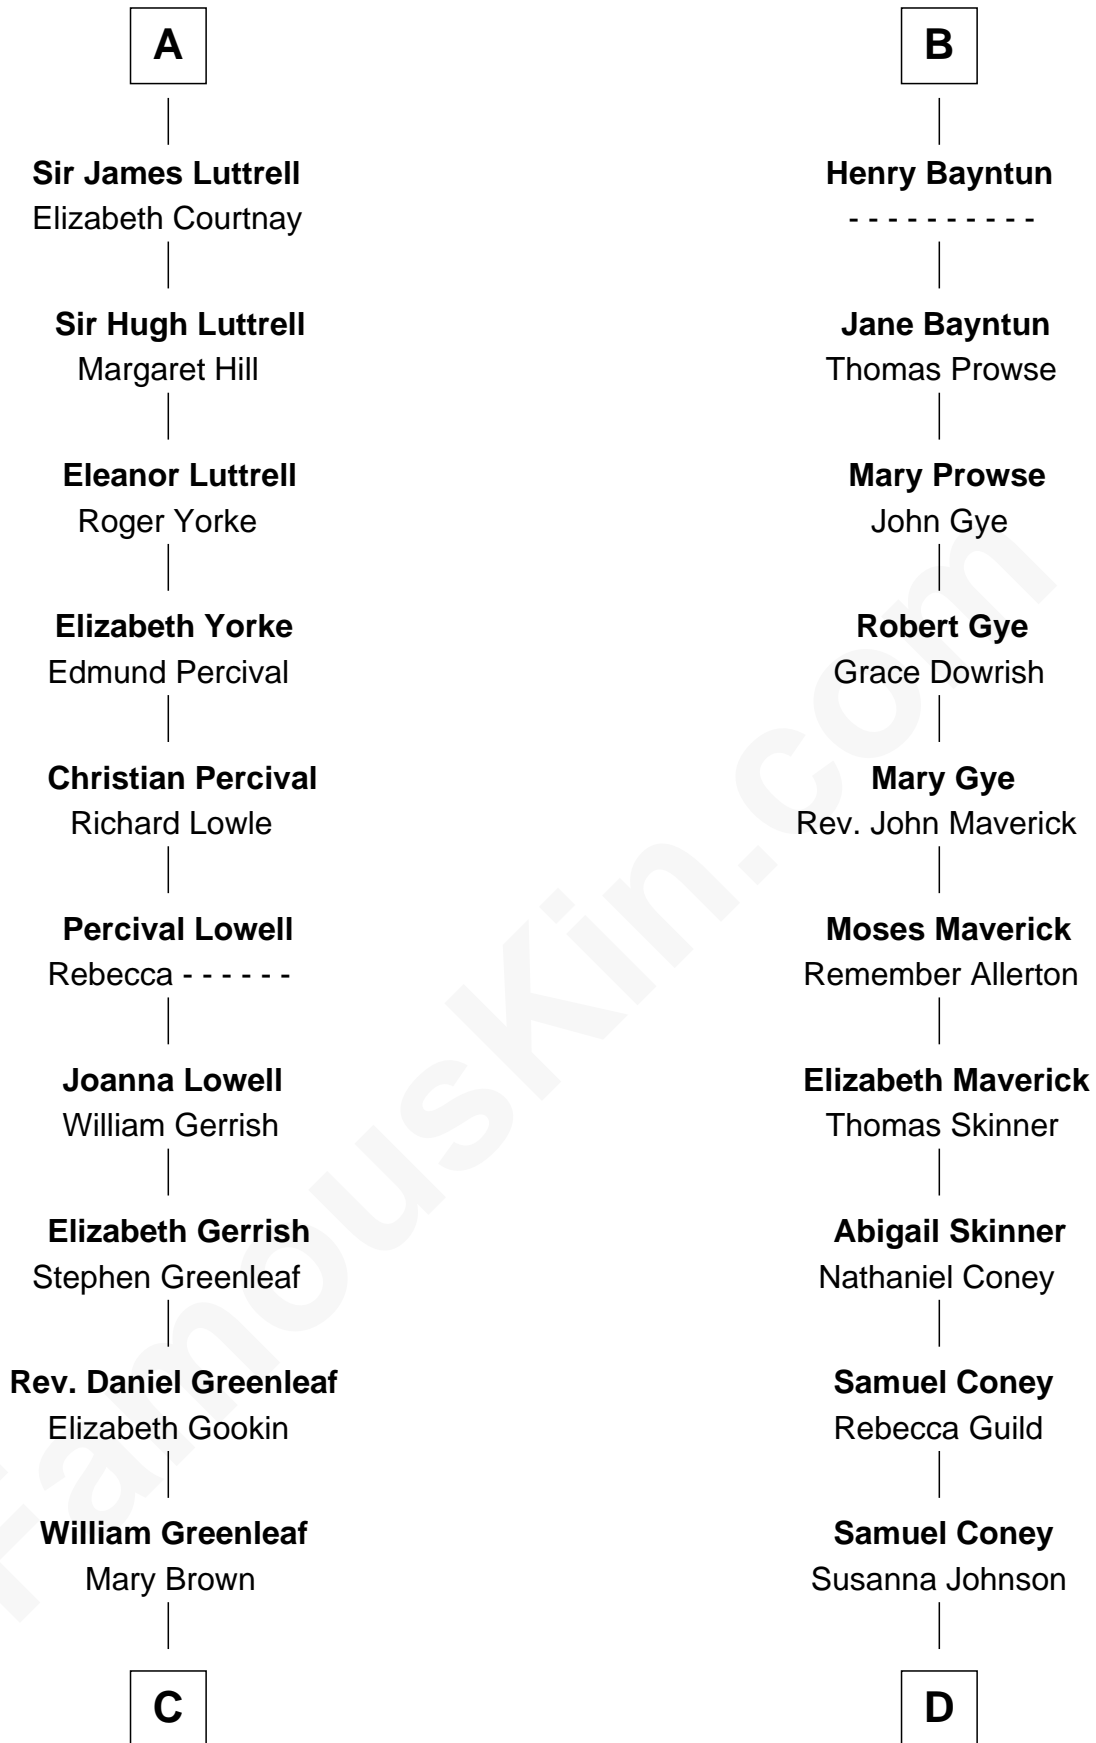 A
Sir James Luttrell
Elizabeth Courtnay
Sir Hugh Luttrell
Margaret Hill
Eleanor Luttrell
Roger Yorke
Elizabeth Yorke
Edmund Percival
Christian Percival
Richard Lowle
Percival Lowell
Rebecca - - - - - -
Joanna Lowell
William Gerrish
Elizabeth Gerrish
Stephen Greenleaf
Rev. Daniel Greenleaf
Elizabeth Gookin
William Greenleaf
Mary Brown
C
B
Henry Bayntun
- - - - - - - - - -
Jane Bayntun
Thomas Prowse
Mary Prowse
John Gye
Robert Gye
Grace Dowrish
Mary Gye
Rev. John Maverick
Moses Maverick
Remember Allerton
Elizabeth Maverick
Thomas Skinner
Abigail Skinner
Nathaniel Coney
Samuel Coney
Rebecca Guild
Samuel Coney
Susanna Johnson
D
FamousKin.com